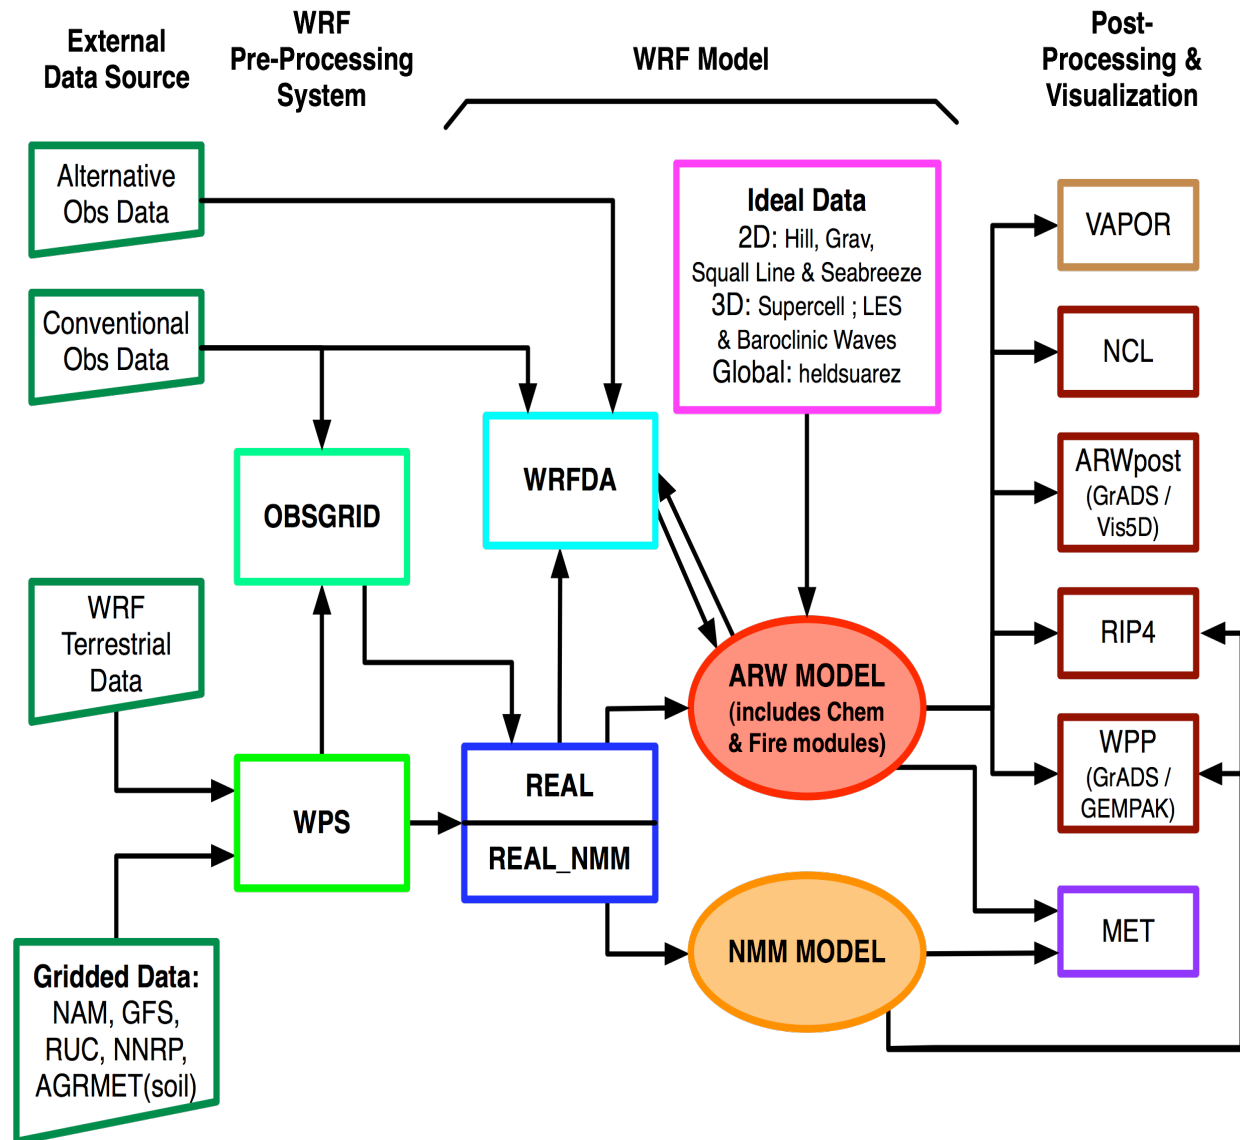 External
Data Source
WRF
Pre-Processing
System
WRF Model
Post-
Processing &
Visualization
Alternative
Obs Data
Conventional
Obs Data
WRF
Terrestrial
Data
Gridded Data:
NAM, GFS,
RUC, NNRP,
AGRMET(soil)
OBSGRID
WPS
WRFDA
REAL
REAL_NMM
Ideal Data
2D: Hill, Grav,
Squall Line & Seabreeze
3D: Supercell ; LES
& Baroclinic Waves
Global: heldsuarez
ARW MODEL
(includes Chem
& Fire modules)
NMM MODEL
VAPOR
NCL
ARWpost
(GrADS /
Vis5D)
RIP4
WPP
(GrADS /
GEMPAK)
MET